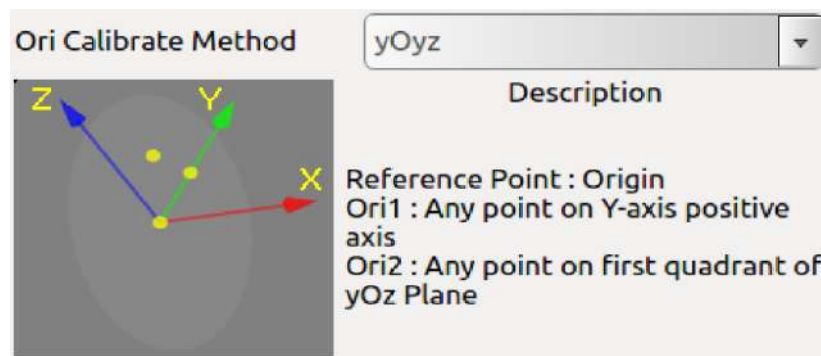 Ori Calibrate Method
yOyz
Z
Y
X
Description
Reference Point : Origin
Ori1 : Any point on Y-axis positive
axis
Ori2 : Any point on first quadrant of
yOz Plane